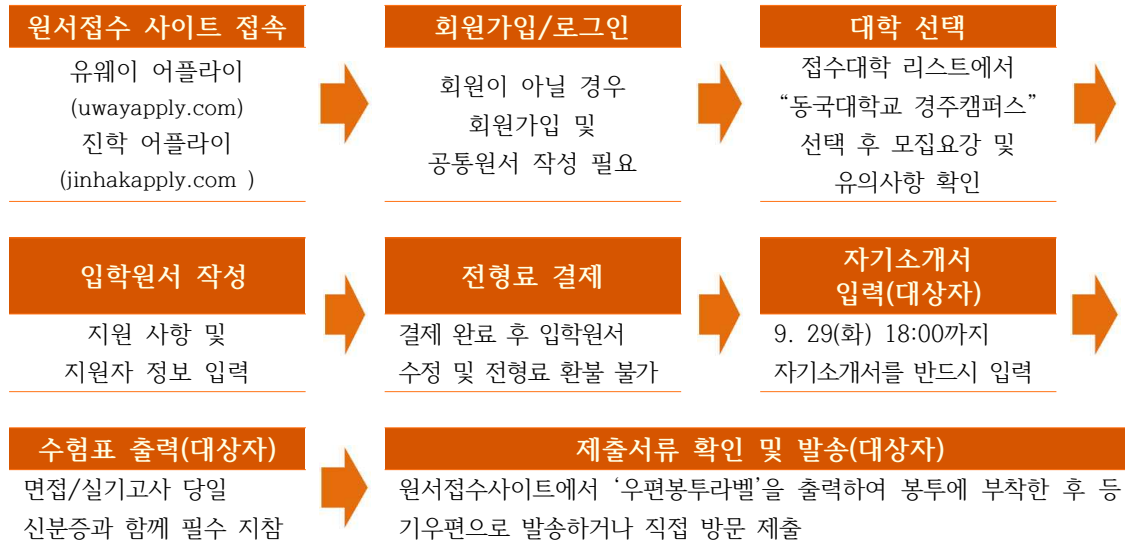 원서접수 사이트 접속
유웨이 어플라이
(uwayapply.com)
진학 어플라이
(jinhakapply.com )
회원가입/로그인
회원이 아닐 경우
회원가입 및
공통원서 작성 필요
대학 선택
접수대학 리스트에서
“동국대학교 경주캠퍼스”
선택 후 모집요강 및
유의사항 확인
입학원서 작성
지원 사항 및
지원자 정보 입력
전형료 결제
결제 완료 후 입학원서
수정 및 전형료 환불 불가
자기소개서
입력(대상자)
9. 29(화) 18:00까지
자기소개서를 반드시 입력
수험표 출력(대상자)
면접/실기고사 당일
신분증과 함께 필수 지참
제출서류 확인 및 발송(대상자)
원서접수사이트에서 ‘우편봉투라벨’을 출력하여 봉투에 부착한 후 등
기우편으로 발송하거나 직접 방문 제출